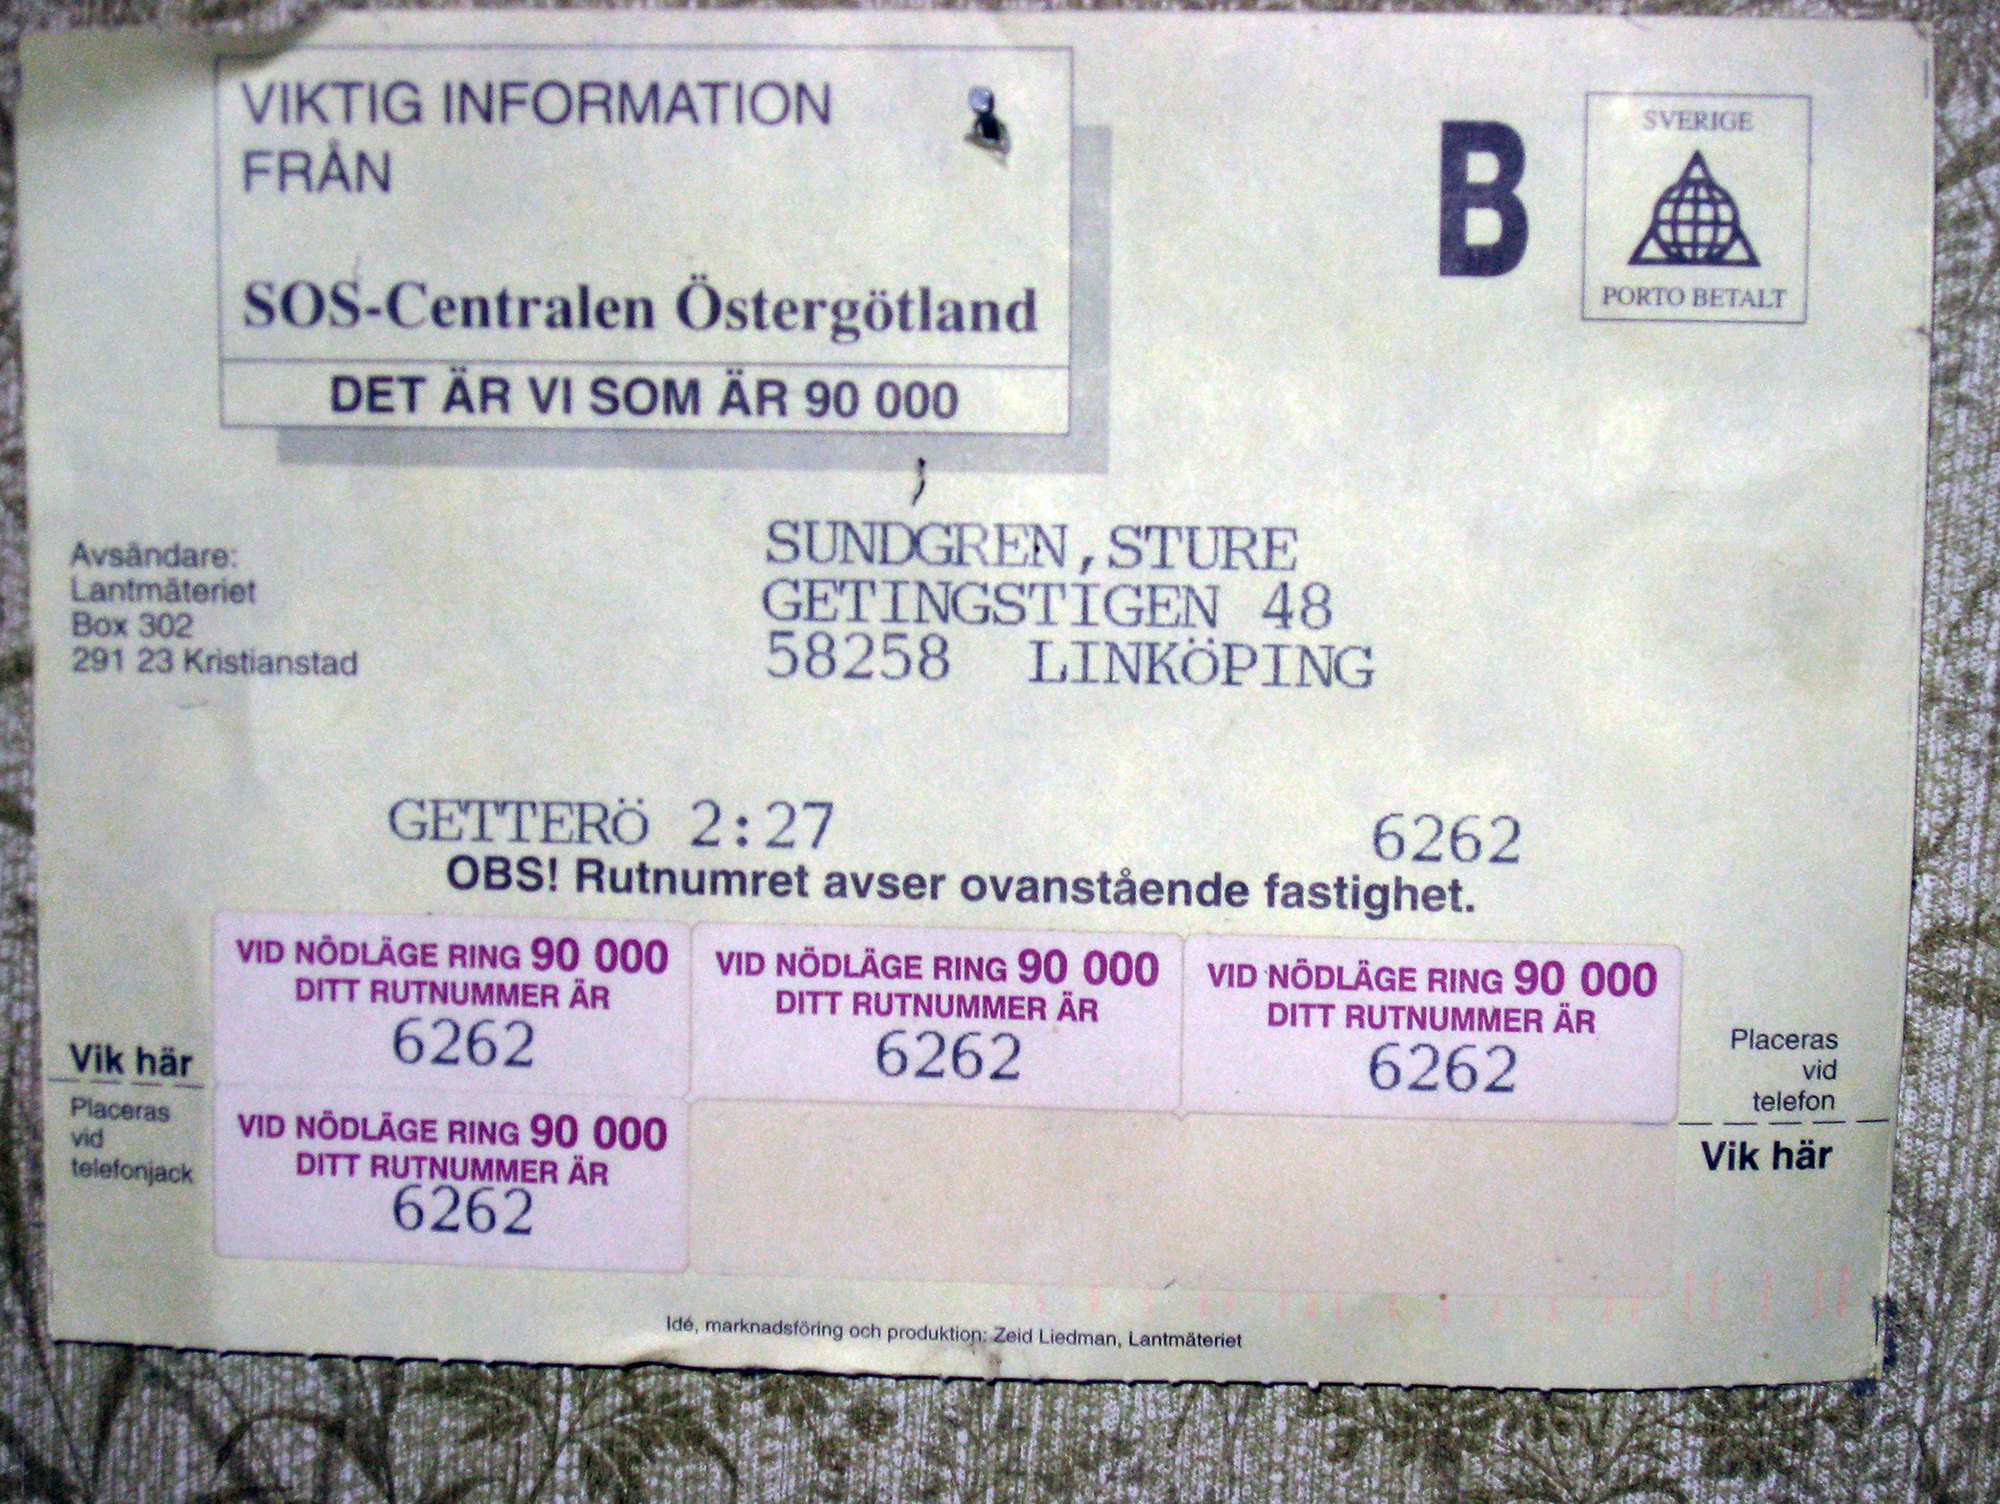 VIKTIG INFORMATION
FRÅN
SOS-Centralen Östergötland
DET ÄR VI SOM ÄR 90 000
B
SVERIGE
PORTO BETALT
Avsändare:
Lantmäteriet
Box 302
291 23 Kristianstad
SUNDGREN,STURE
GETINGSTIGEN 48
58258 LINKÖPING
GETTERÖ 2:27 6262
OBS! Rutnumret avser ovanstående fastighet.
VID NÖDLÄGE RING 90 000
DITT RUTNUMMER ÄR
6262
VID NÖDLÄGE RING 90 000
DITT RUTNUMMER ÄR
6262
VID NÖDLÄGE RING 90 000
DITT RUTNUMMER ÄR
6262
Placeras
vid
telefon
Vik här
Vik här
Placeras
vid
telefonjack
VID NÖDLÄGE RING 90 000
DITT RUTNUMMER ÄR
6262
Idé, marknadsföring och produktion: Zeid Liedman, Lantmäteriet